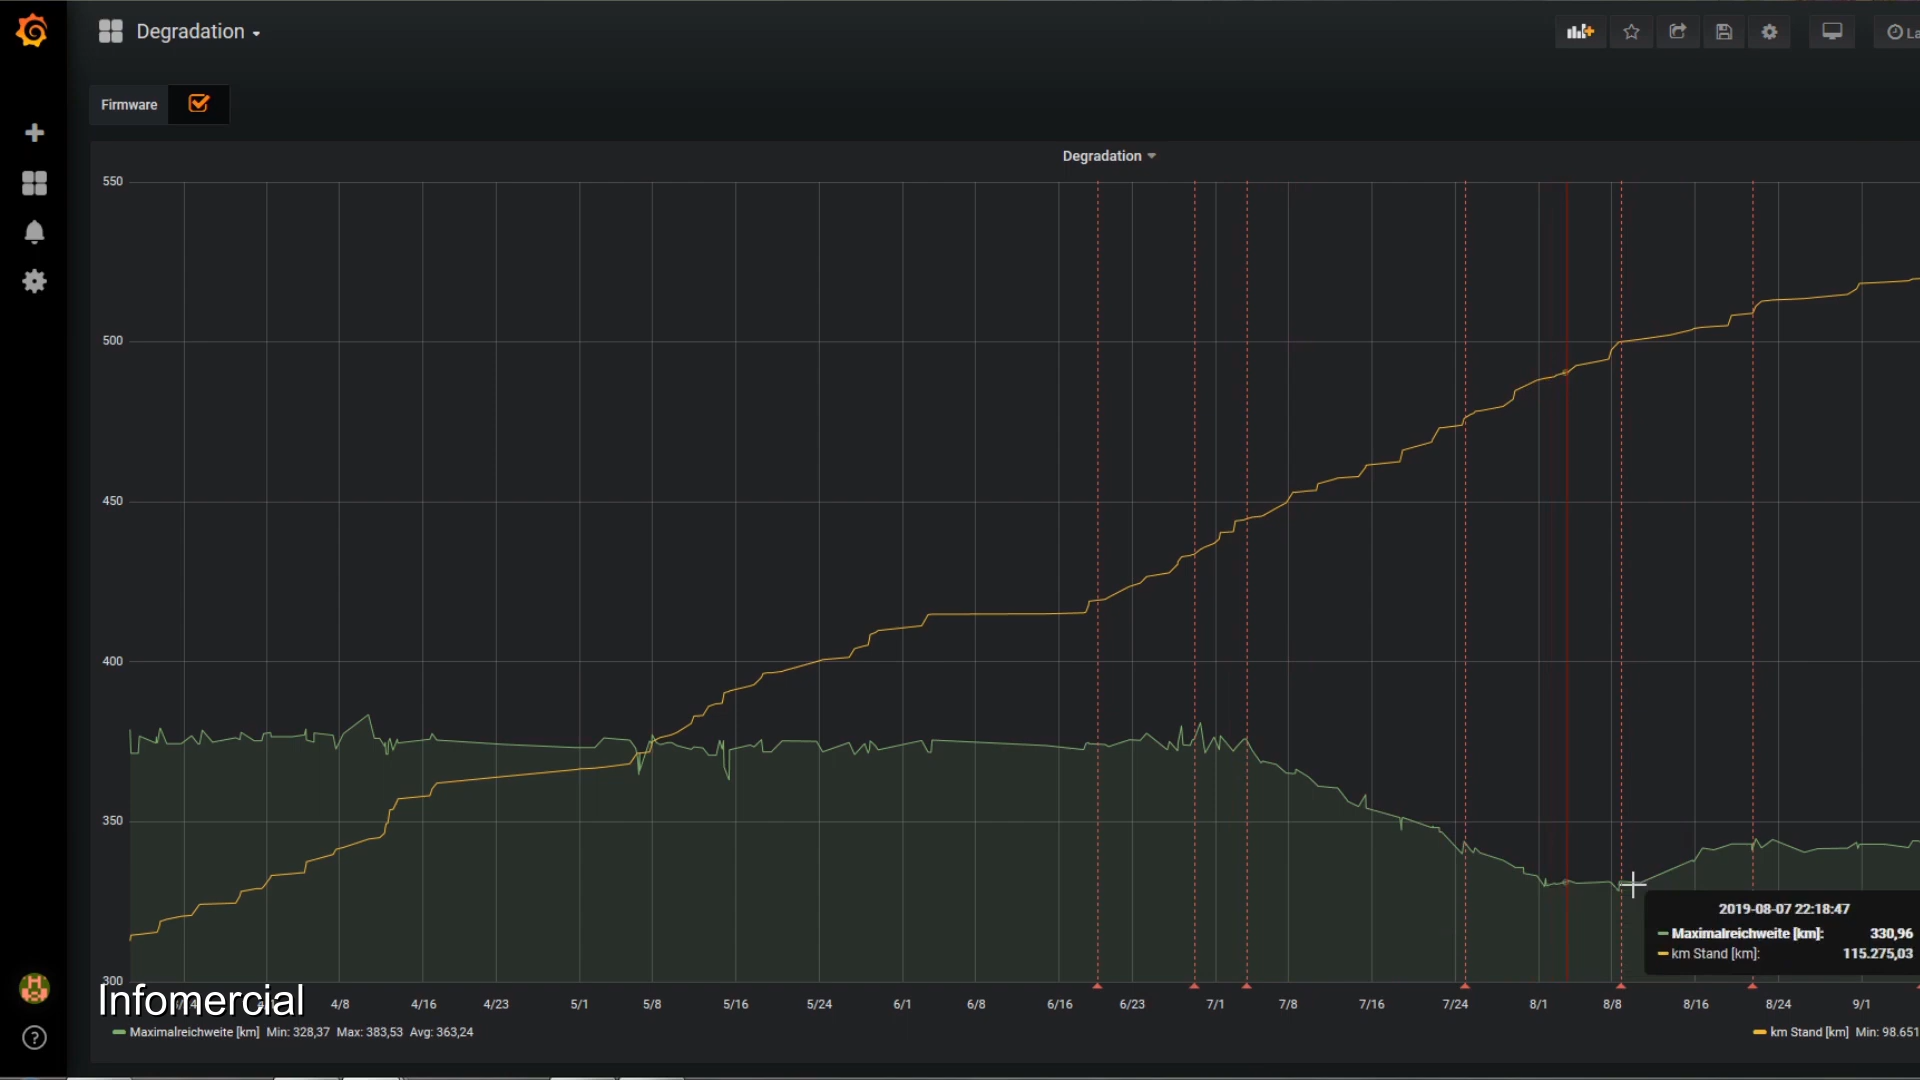 Degradation
La
Firmware
Degradation
550
500
450
400
350
300
4/8 4/16 4/23 5/1 5/8 5/16 5/24 6/1 6/8 6/16 6/23 7/1 7/8 7/16 7/24 8/1 8/8 8/16 8/24 9/1
2019-08-07 22:18:47
Maximalreichweite [km]: 330,96
km Stand [km]: 115.275,03
Infomercial
Maximalreichweite [km] Min: 328,37 Max: 383,53 Avg: 363,24
km Stand [km] Min: 98.651